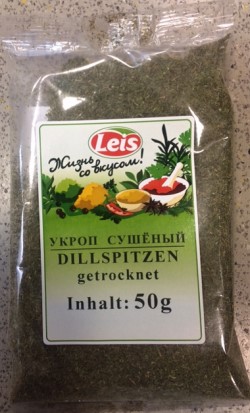 Leis
Жизнь
со вкусом!
УКРОП СУШЁНЫЙ
DILLSPITZEN
getrocknet
Inhalt: 50g